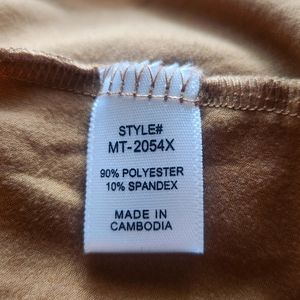 STYLE#
MT-2054X
90% POLYESTER
10% SPANDEX
MADE IN
CAMBODIA